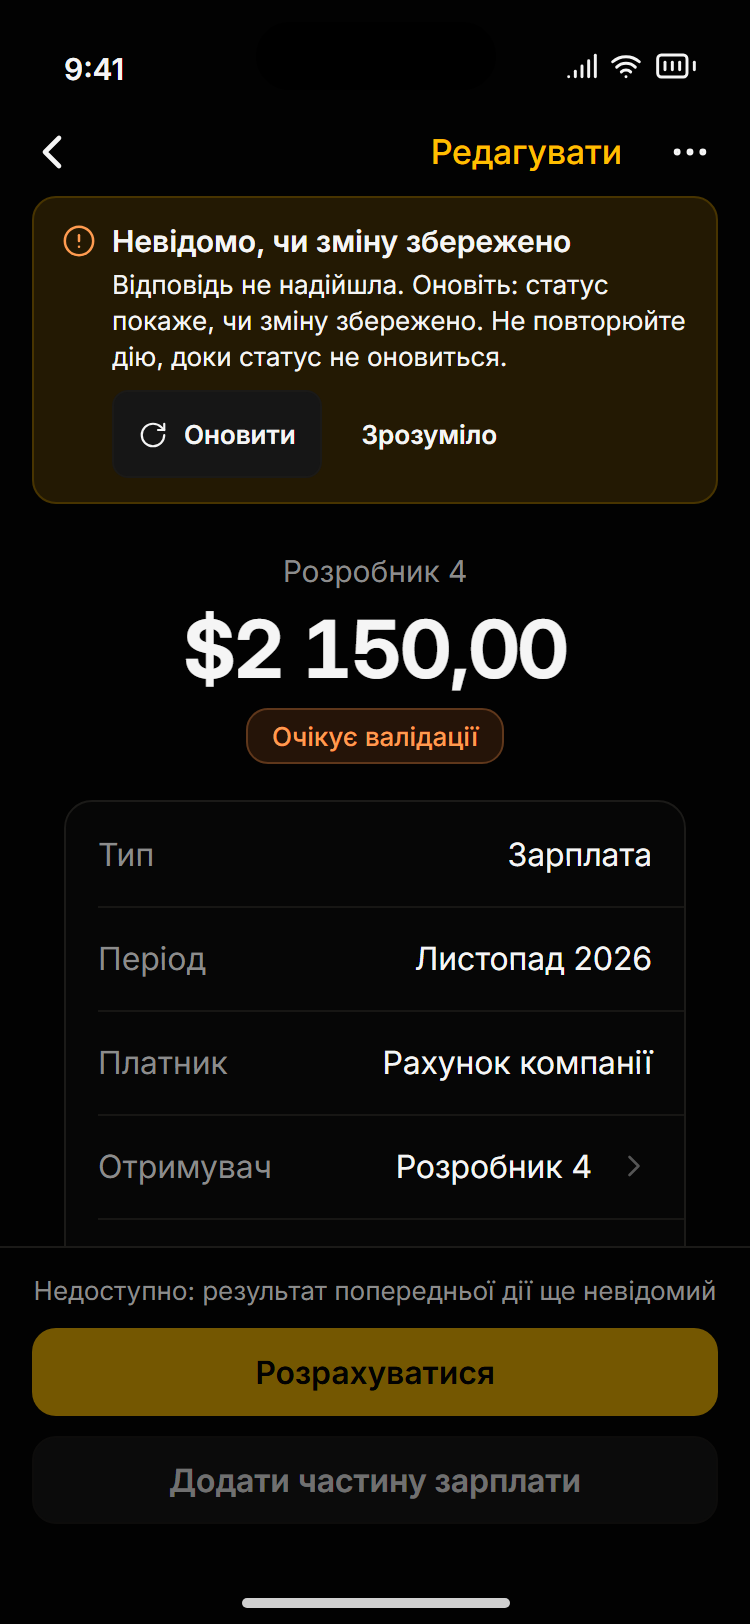 9:41
Редагувати
Невідомо, чи зміну збережено
Відповідь не надійшла. Оновіть: статус
покаже, чи зміну збережено. Не повторюйте
дію, доки статус не оновиться.
Оновити
Зрозуміло
Розробник 4
$2 150,00
Очікує валідації
Тип
Зарплата
Період
Листопад 2026
Платник
Рахунок компанії
Отримувач
Розробник 4
Недоступно: результат попередньої дії ще невідомий
Розрахуватися
Додати частину зарплати